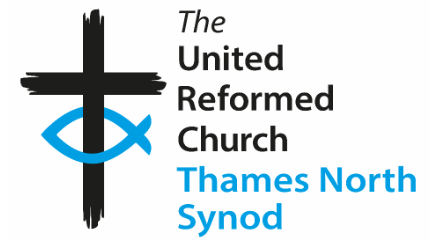 The
United
Reformed
Church
Thames North
Synod